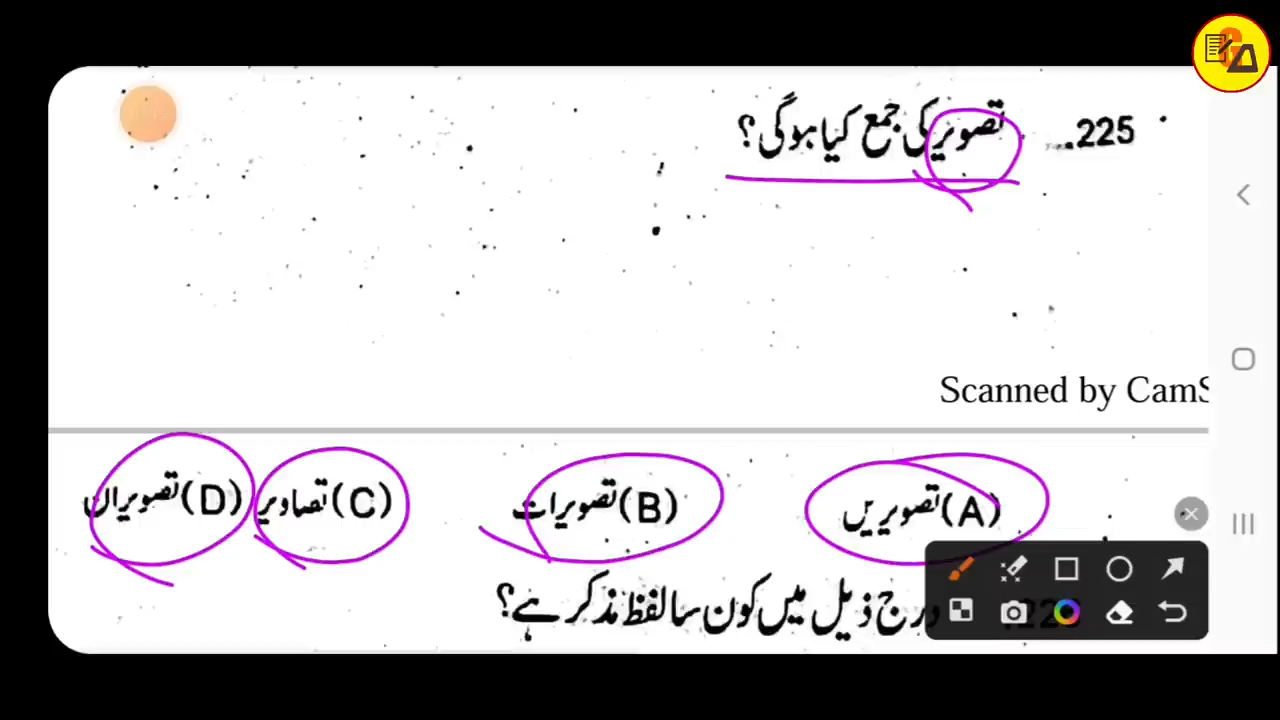 225. تصویر کی جمع کیا ہوگی؟
Scanned by CamS
(A) تصویریں (B) تصویرات (C) تصاویر (D) تصویراں
درج ذیل میں کون سا لفظ مذکر ہے؟